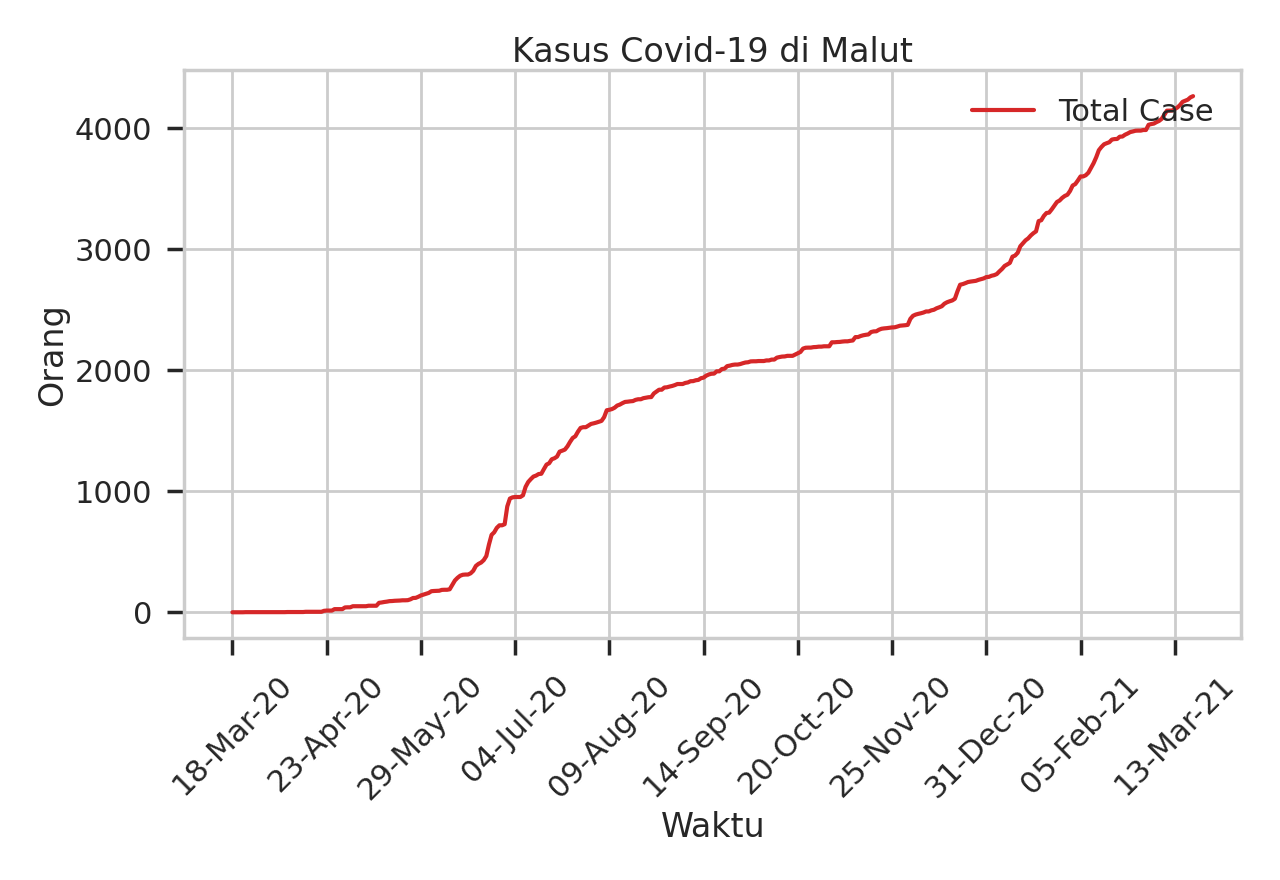 Kasus Covid-19 di Malut
Total Case
4000
3000
2000
1000
0
Orang
18-Mar-20
23-Apr-20
29-May-20
04-Jul-20
09-Aug-20
14-Sep-20
20-Oct-20
25-Nov-20
31-Dec-20
05-Feb-21
13-Mar-21
Waktu